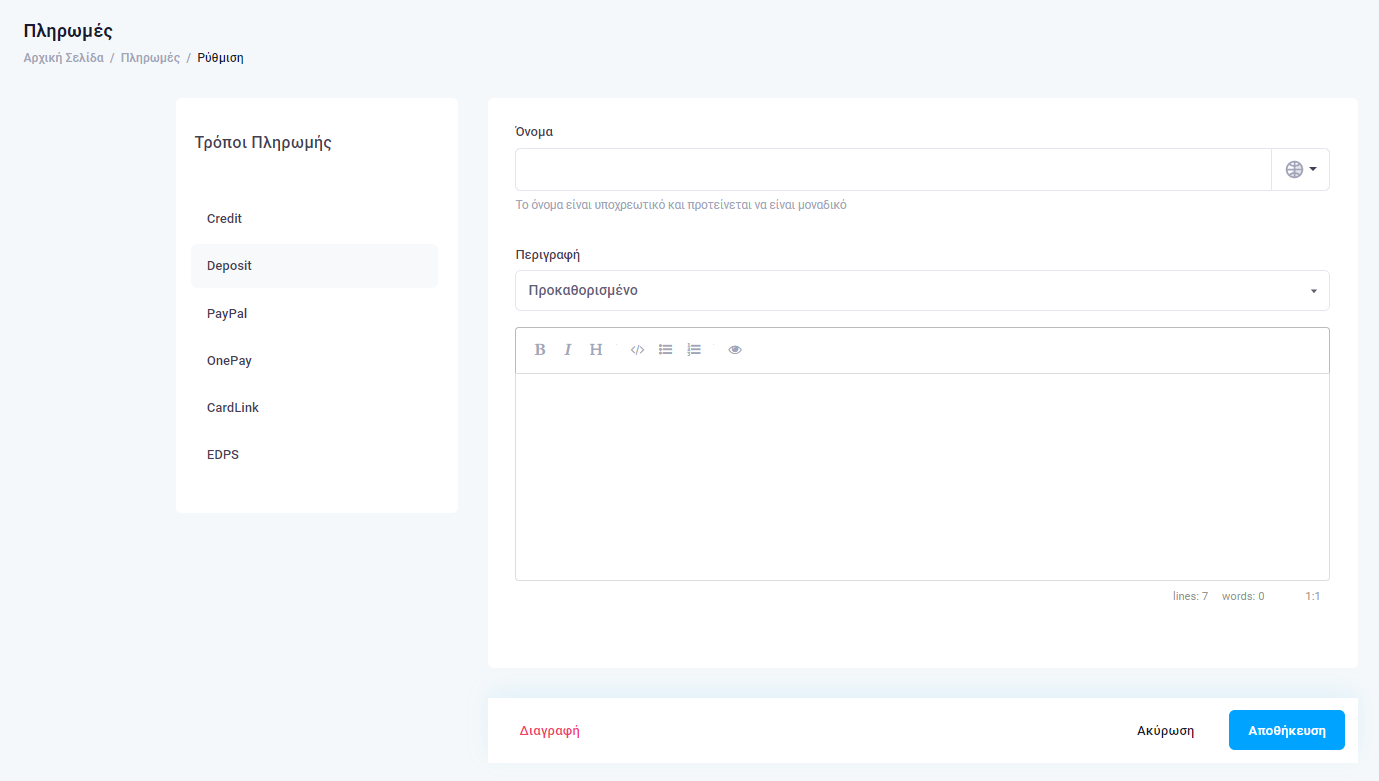 Πληρωμές
Αρχική Σελίδα / Πληρωμές / Ρύθμιση
Τρόποι Πληρωμής
Credit
Deposit
PayPal
OnePay
CardLink
EDPS
Όνομα
Το όνομα είναι υποχρεωτικό και προτείνεται να είναι μοναδικό
Περιγραφή
Προκαθορισμένο
B I H
lines: 7 words: 0 1:1
Διαγραφή Ακύρωση Αποθήκευση